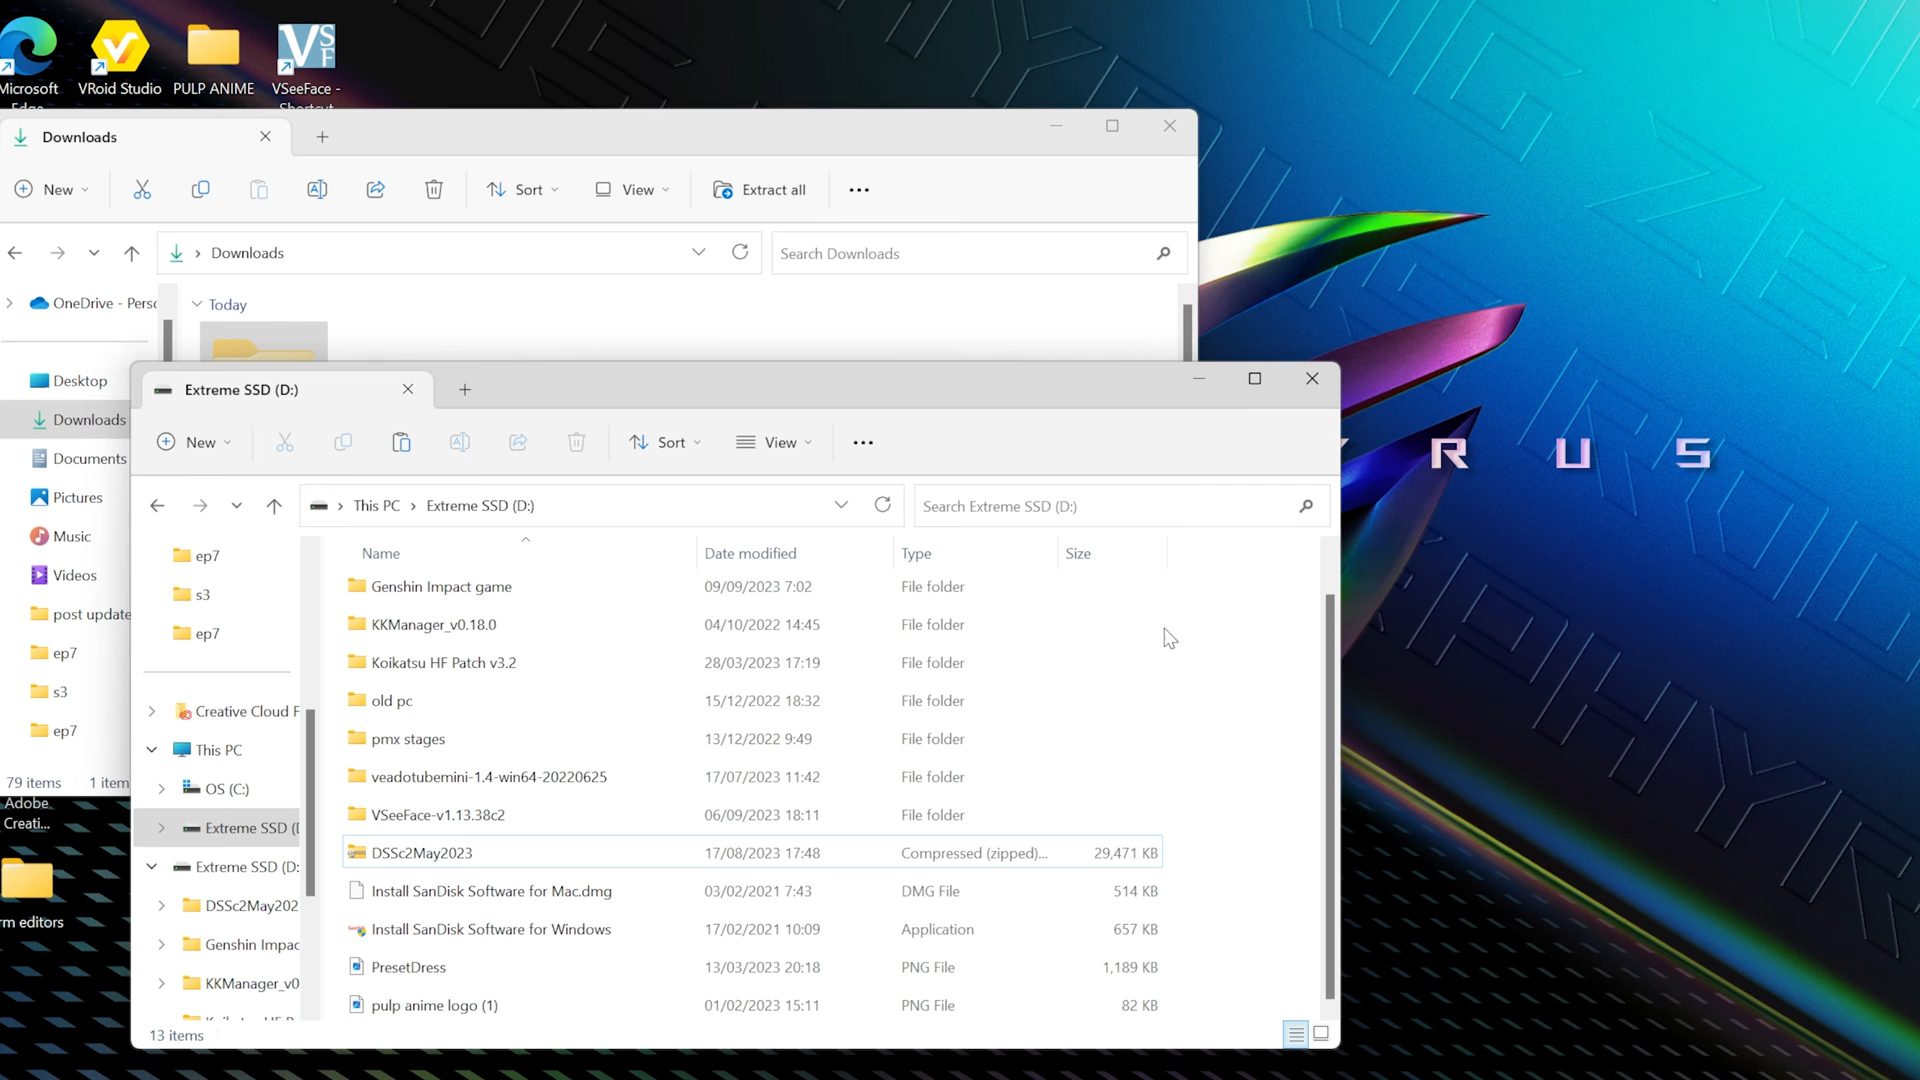 Microsoft
Edge
VRoid Studio
PULP ANIME
VSeeFace -
Shortcut
Downloads
New
Sort
View
Extract all
Downloads
Search Downloads
OneDrive - Perso
Today
Desktop
Downloads
Documents
Pictures
Music
Videos
post update
ep7
s3
ep7
79 items
1 item
Adobe
Creati...
rm editors
Extreme SSD (D:)
New
Sort
View
This PC
Extreme SSD (D:)
Search Extreme SSD (D:)
ep7
s3
ep7
Creative Cloud F
This PC
OS (C:)
Extreme SSD (D
Extreme SSD (D:
DSSc2May202
Genshin Impac
KKManager_v0
Name Date modified Type Size
Genshin Impact game 09/09/2023 7:02 File folder
KKManager_v0.18.0 04/10/2022 14:45 File folder
Koikatsu HF Patch v3.2 28/03/2023 17:19 File folder
old pc 15/12/2022 18:32 File folder
pmx stages 13/12/2022 9:49 File folder
veadotubemini-1.4-win64-20220625 17/07/2023 11:42 File folder
VSeeFace-v1.13.38c2 06/09/2023 18:11 File folder
DSSc2May2023 17/08/2023 17:48 Compressed (zipped)... 29,471 KB
Install SanDisk Software for Mac.dmg 03/02/2021 7:43 DMG File 514 KB
Install SanDisk Software for Windows 17/02/2021 10:09 Application 657 KB
PresetDress 13/03/2023 20:18 PNG File 1,189 KB
pulp anime logo (1) 01/02/2023 15:11 PNG File 82 KB
13 items
R U S